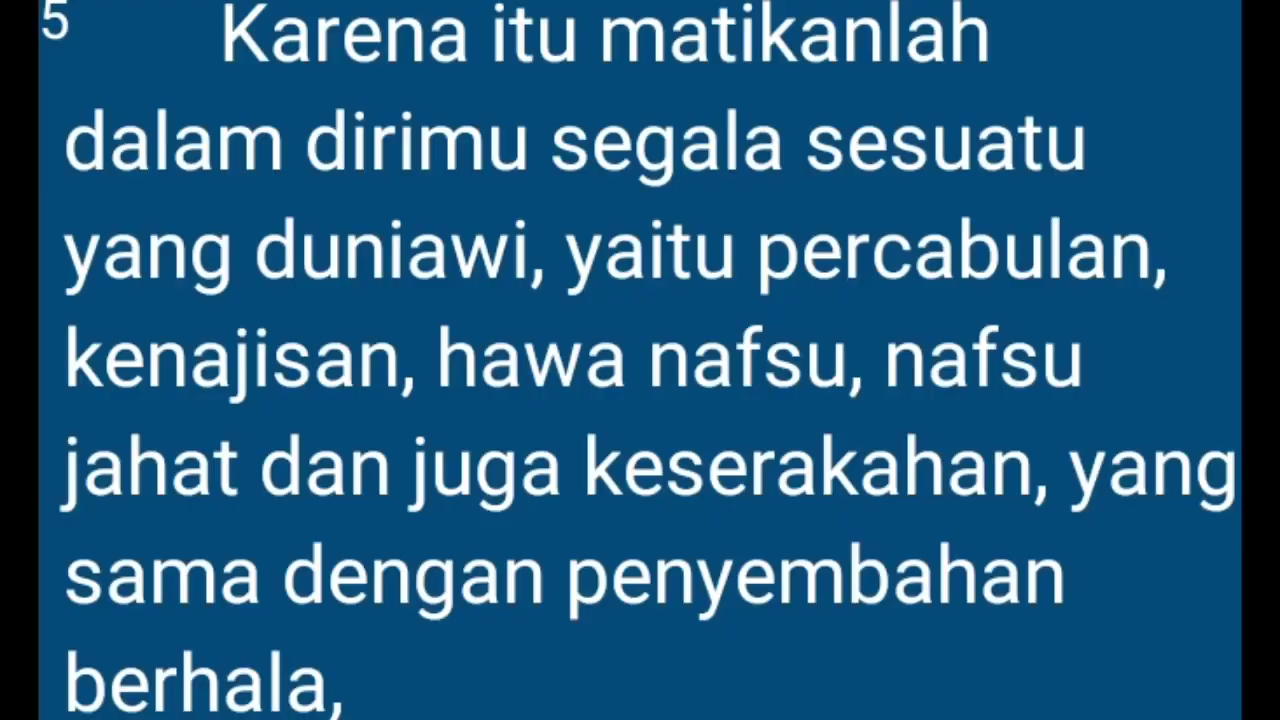 5 Karena itu matikanlah
dalam dirimu segala sesuatu
yang duniawi, yaitu percabulan,
kenajisan, hawa nafsu, nafsu
jahat dan juga keserakahan, yang
sama dengan penyembahan
berhala,